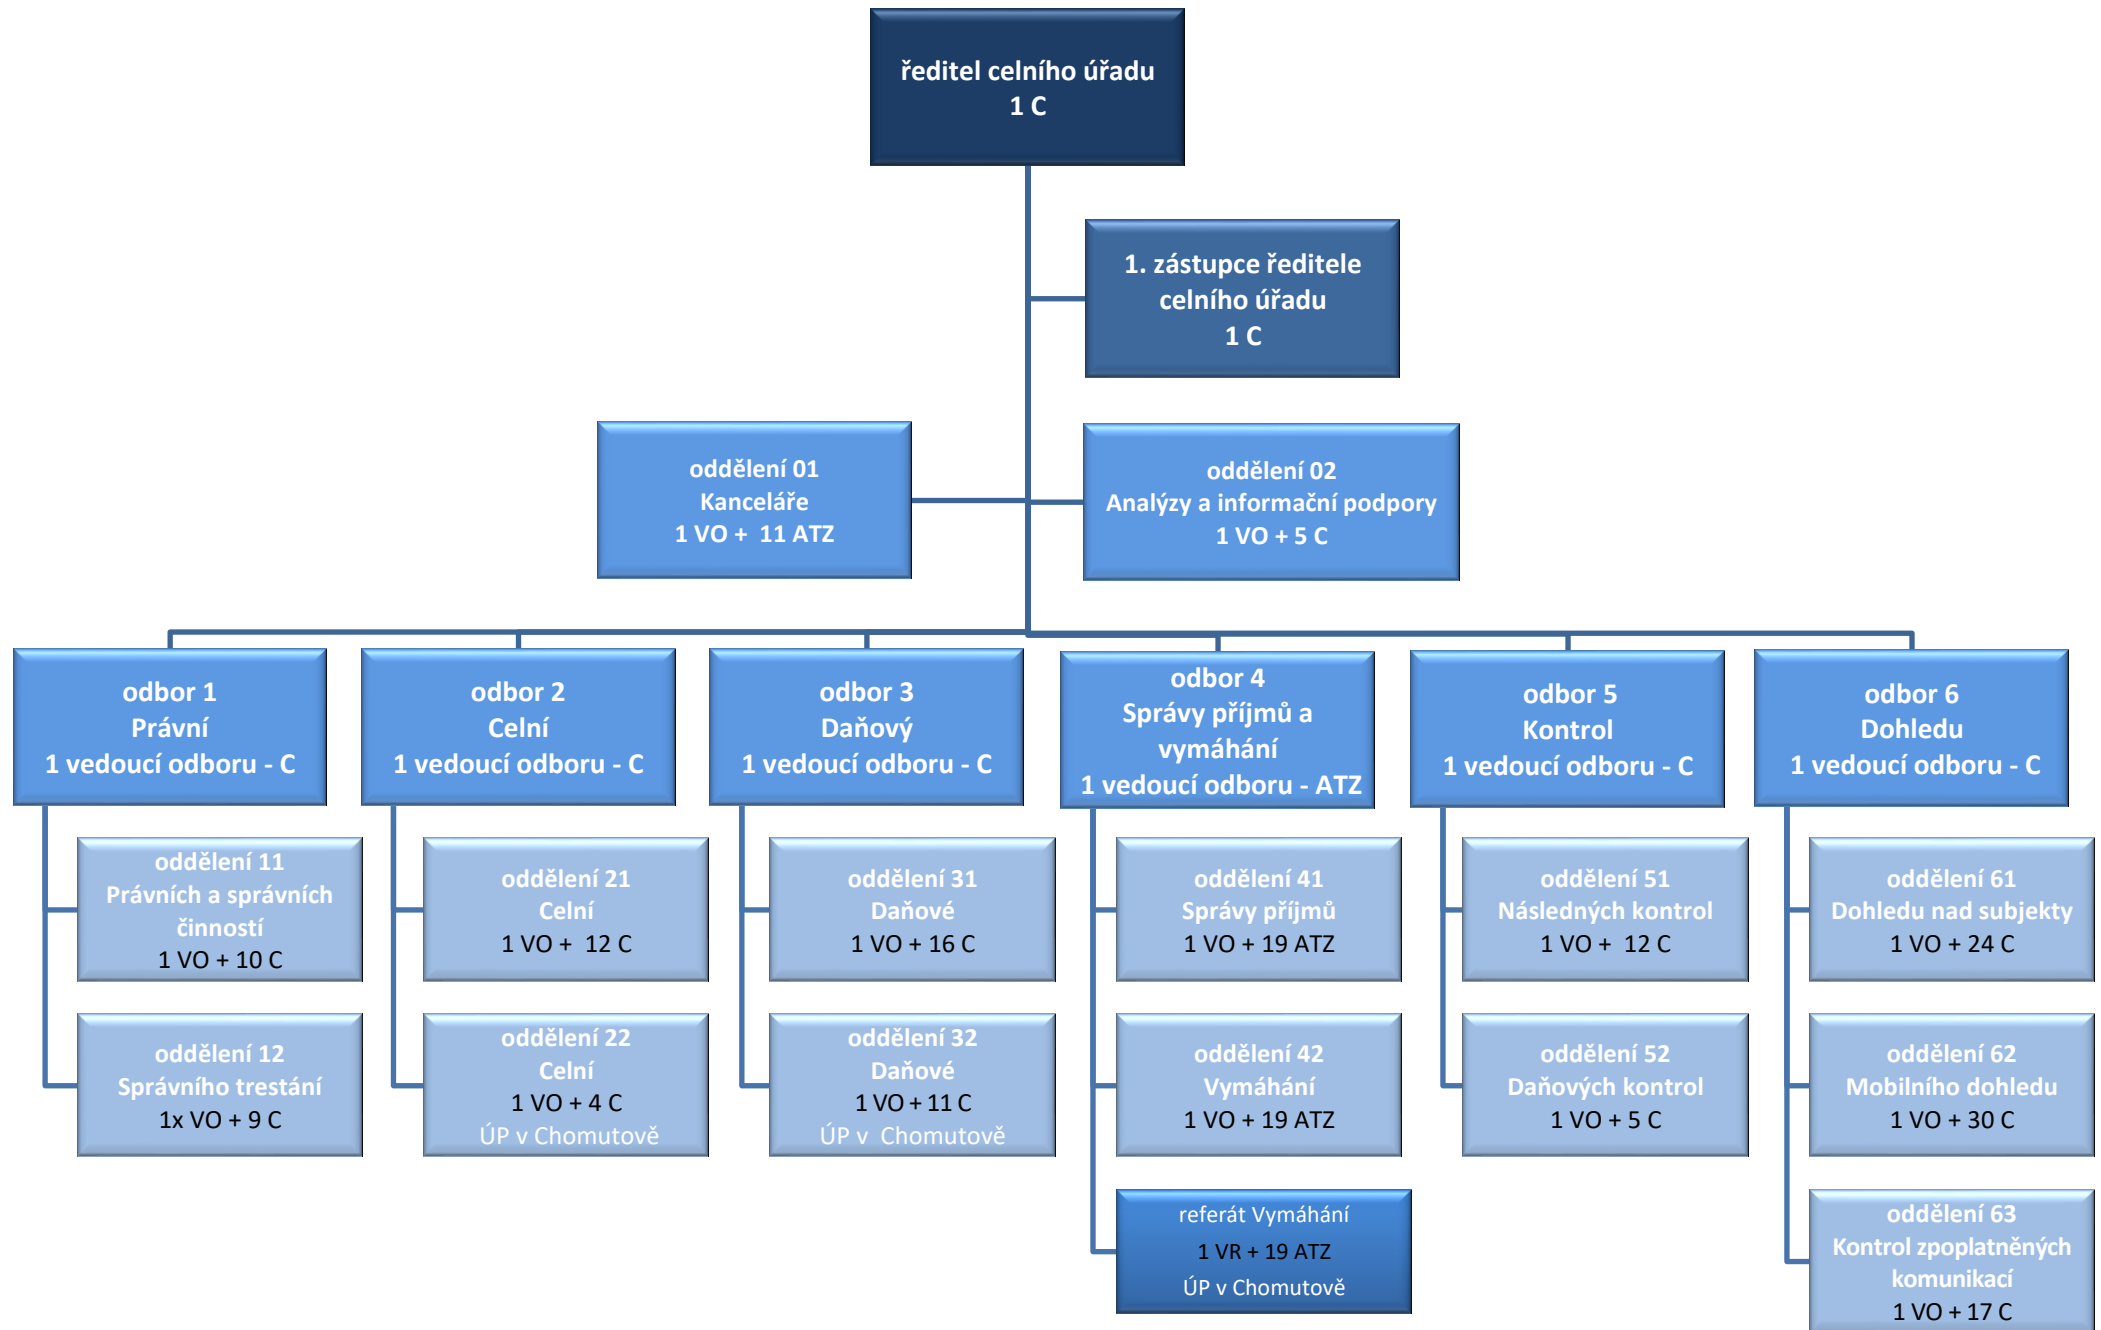 ředitel celního úřadu
1 C
1. zástupce ředitele
celního úřadu
1 C
oddělení 01
Kanceláře
1 VO +  11 ATZ
oddělení 02
Analýzy a informační podpory
1 VO + 5 C
odbor 1
Právní
1 vedoucí odboru - C
odbor 2
Celní
1 vedoucí odboru - C
odbor 3
Daňový
1 vedoucí odboru - C
odbor 4
Správy příjmů a
vymáhání
1 vedoucí odboru - ATZ
odbor 5
Kontrol
1 vedoucí odboru - C
odbor 6
Dohledu
1 vedoucí odboru - C
oddělení 11
Právních a správních
činností
1 VO + 10 C
oddělení 21
Celní
1 VO +  12 C
oddělení 31
Daňové
1 VO + 16 C
oddělení 41
Správy příjmů
1 VO + 19 ATZ
oddělení 51
Následných kontrol
1 VO +  12 C
oddělení 61
Dohledu nad subjekty
1 VO + 24 C
oddělení 12
Správního trestání
1x VO + 9 C
oddělení 22
Celní
1 VO + 4 C
ÚP v Chomutově
oddělení 32
Daňové
1 VO + 11 C
ÚP v  Chomutově
oddělení 42
Vymáhání
1 VO + 19 ATZ
oddělení 52
Daňových kontrol
1 VO + 5 C
oddělení 62
Mobilního dohledu
1 VO + 30 C
referát Vymáhání
1 VR + 19 ATZ
ÚP v Chomutově
oddělení 63
Kontrol zpoplatněných
komunikací
1 VO + 17 C